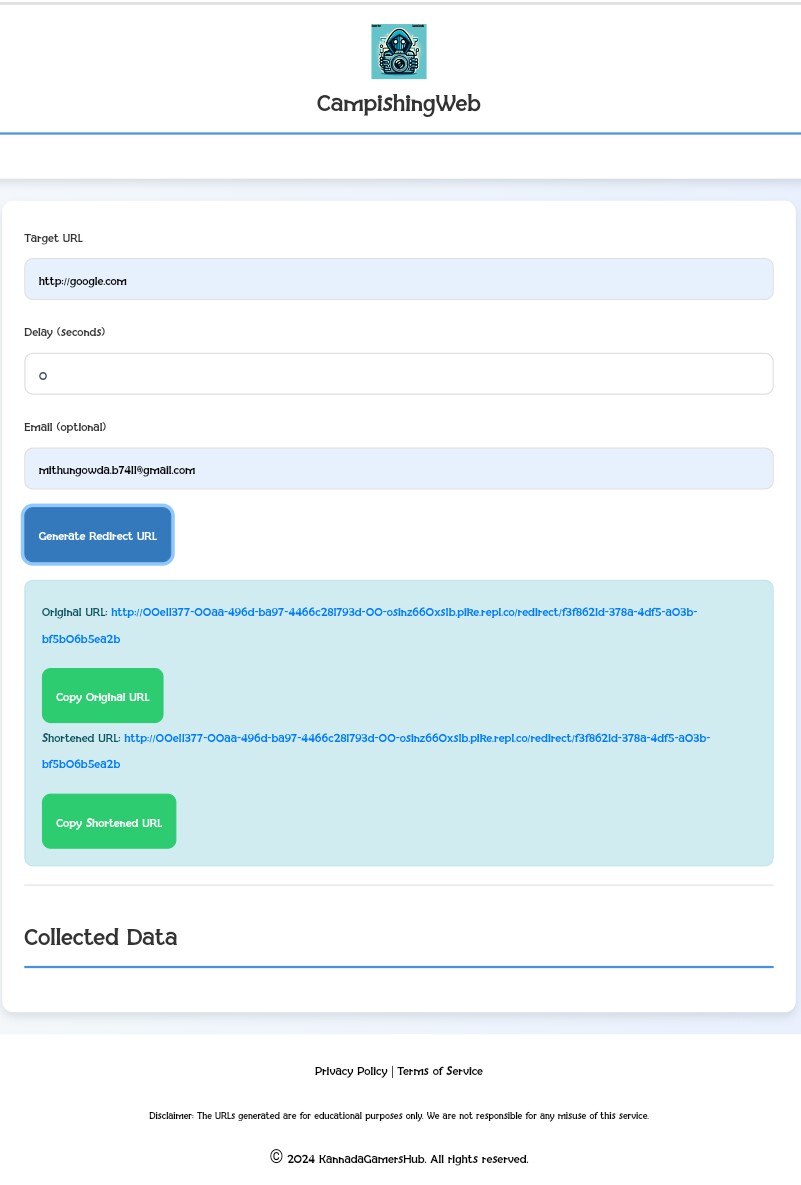 CampishingWeb
Target URL
http://google.com
Delay (seconds)
0
Email (optional)
mithungowda.b7411@gmail.com
Generate Redirect URL
Original URL: http://00e11377-00aa-496d-ba97-4466c281793d-00-osinz660xsib.pike.repl.co/redirect/f3f8621d-378a-4df5-a03b-
bf5b06b5ea2b
Copy Original URL
Shortened URL: http://00e11377-00aa-496d-ba97-4466c281793d-00-osinz660xsib.pike.repl.co/redirect/f3f8621d-378a-4df5-a03b-
bf5b06b5ea2b
Copy Shortened URL
Collected Data
Privacy Policy | Terms of Service
Disclaimer: The URLs generated are for educational purposes only. We are not responsible for any misuse of this service.
© 2024 KannadaGamersHub. All rights reserved.